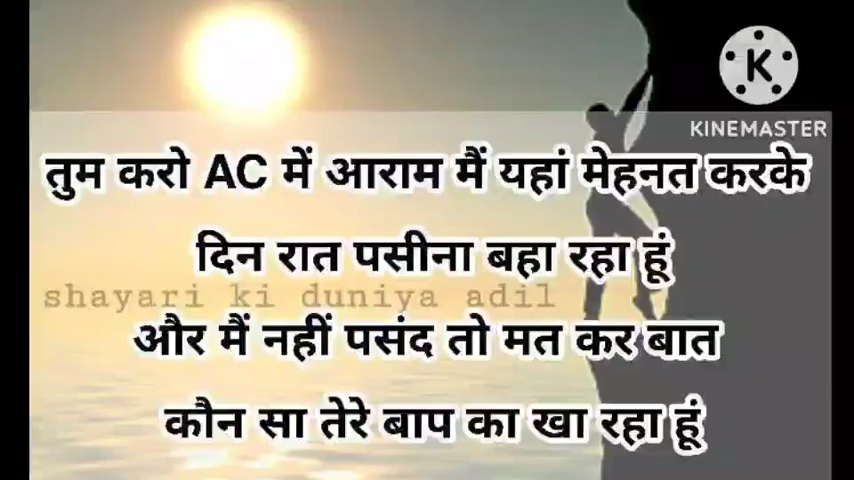 K
KINEMASTER
तुम करो AC में आराम मैं यहां मेहनत करके
दिन रात पसीना बहा रहा हूं
shayari ki duniya adil
और मैं नहीं पसंद तो मत कर बात
कौन सा तेरे बाप का खा रहा हूं